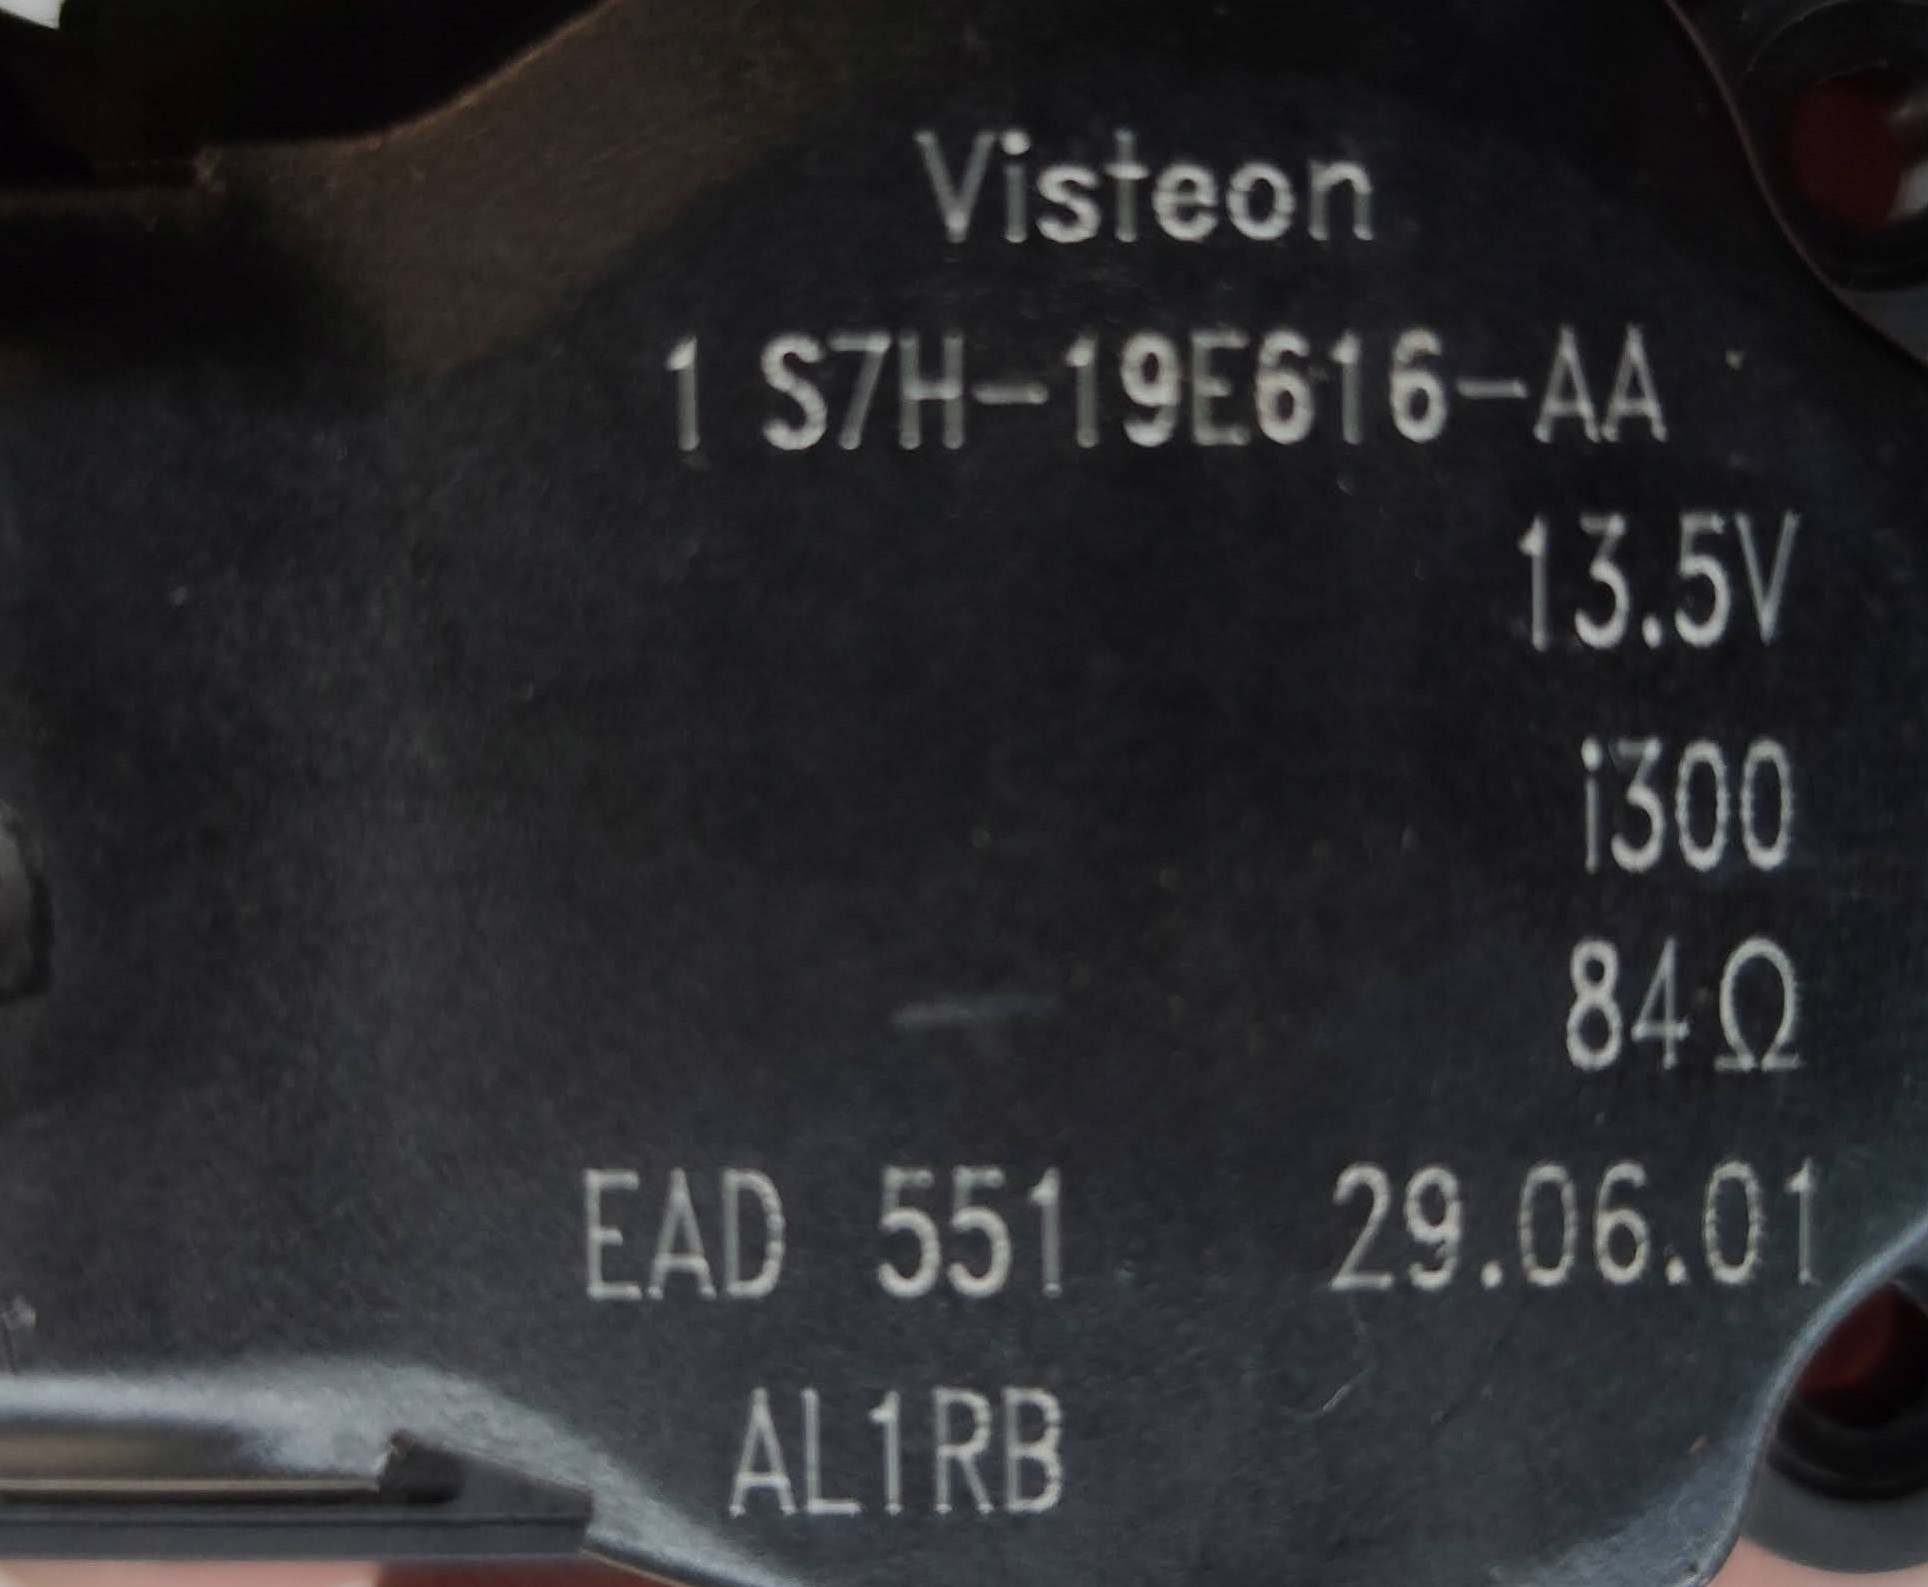 Visteon
1 S7H-19E616-AA
13.5V
i300
84Ω
EAD 551 29.06.01
AL1RB